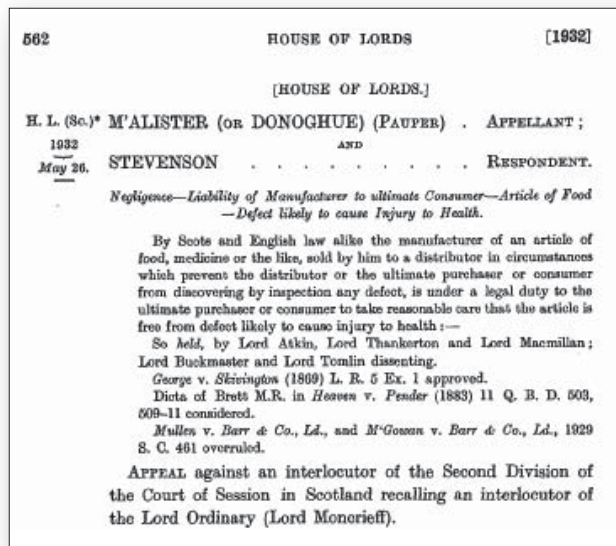 562 HOUSE OF LORDS [1932]
[HOUSE OF LORDS.]
H. L. (Sc.)* M'ALISTER (OR DONOGHUE) (PAUPER) . APPELLANT;
1932 AND
May 26. STEVENSON . . . . . . . . . RESPONDENT.
Negligence—Liability of Manufacturer to ultimate Consumer—Article of Food
—Defect likely to cause Injury to Health.
By Scots and English law alike the manufacturer of an article of
food, medicine or the like, sold by him to a distributor in circumstances
which prevent the distributor or the ultimate purchaser or consumer
from discovering by inspection any defect, is under a legal duty to the
ultimate purchaser or consumer to take reasonable care that the article is
free from defect likely to cause injury to health:—
So held, by Lord Atkin, Lord Thankerton and Lord Macmillan;
Lord Buckmaster and Lord Tomlin dissenting.
George v. Skivington (1869) L. R. 5 Ex. 1 approved.
Dicta of Brett M.R. in Heaven v. Pender (1883) 11 Q. B. D. 503,
509-11 considered.
Mullen v. Barr & Co., Ld., and M'Gowan v. Barr & Co., Ld., 1929
S. C. 461 overruled.
APPEAL against an interlocutor of the Second Division of
the Court of Session in Scotland recalling an interlocutor of
the Lord Ordinary (Lord Moncrieff).